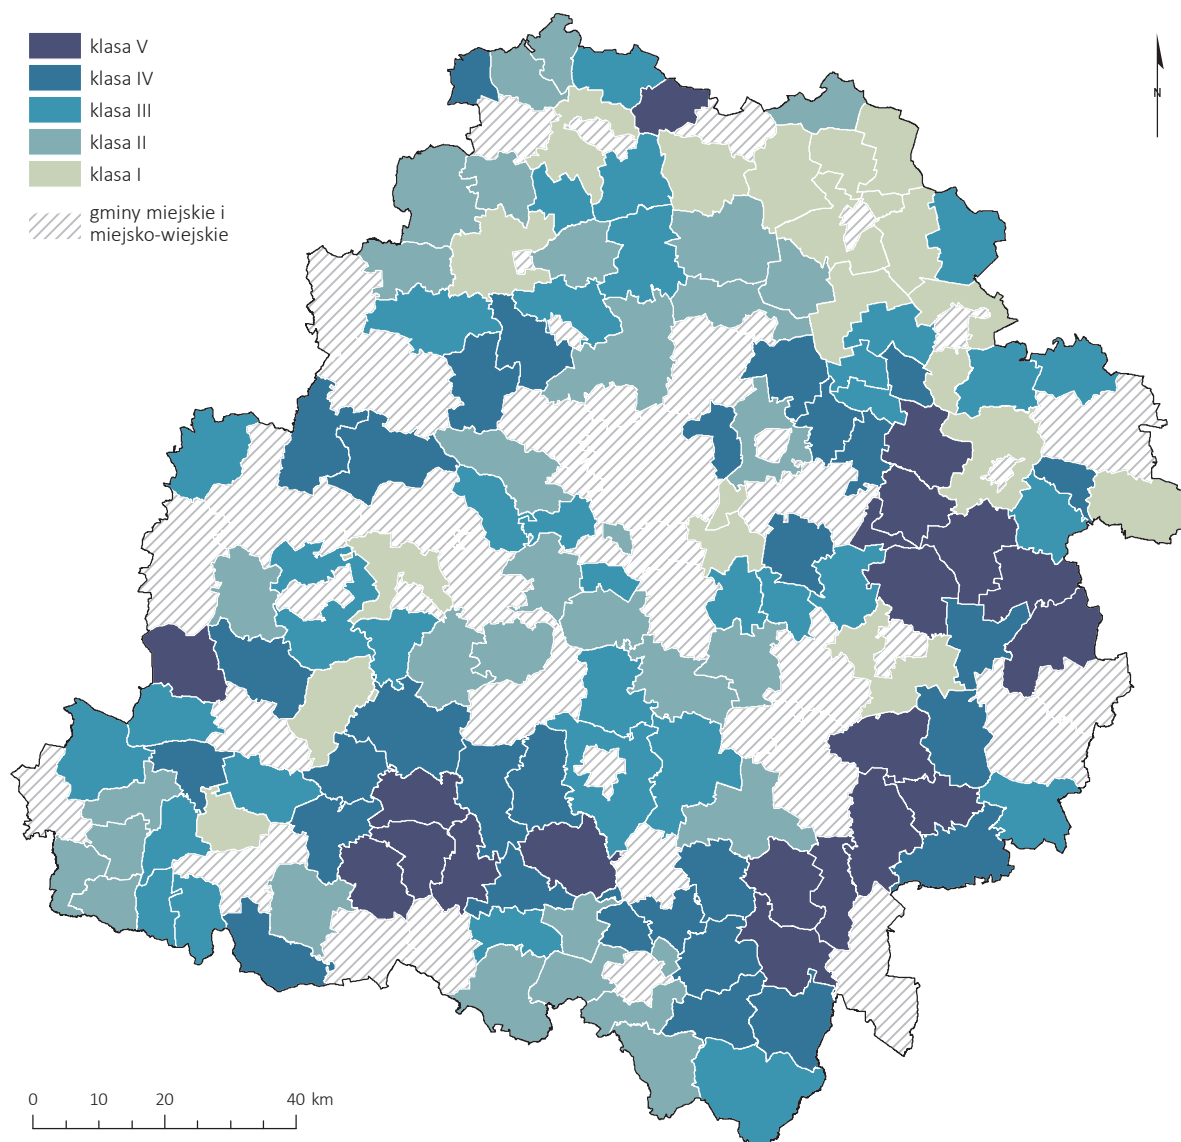 klasa V
klasa IV
klasa III
klasa II
klasa I
gminy miejskie i
miejsko-wiejskie
N
0 10 20 40 km